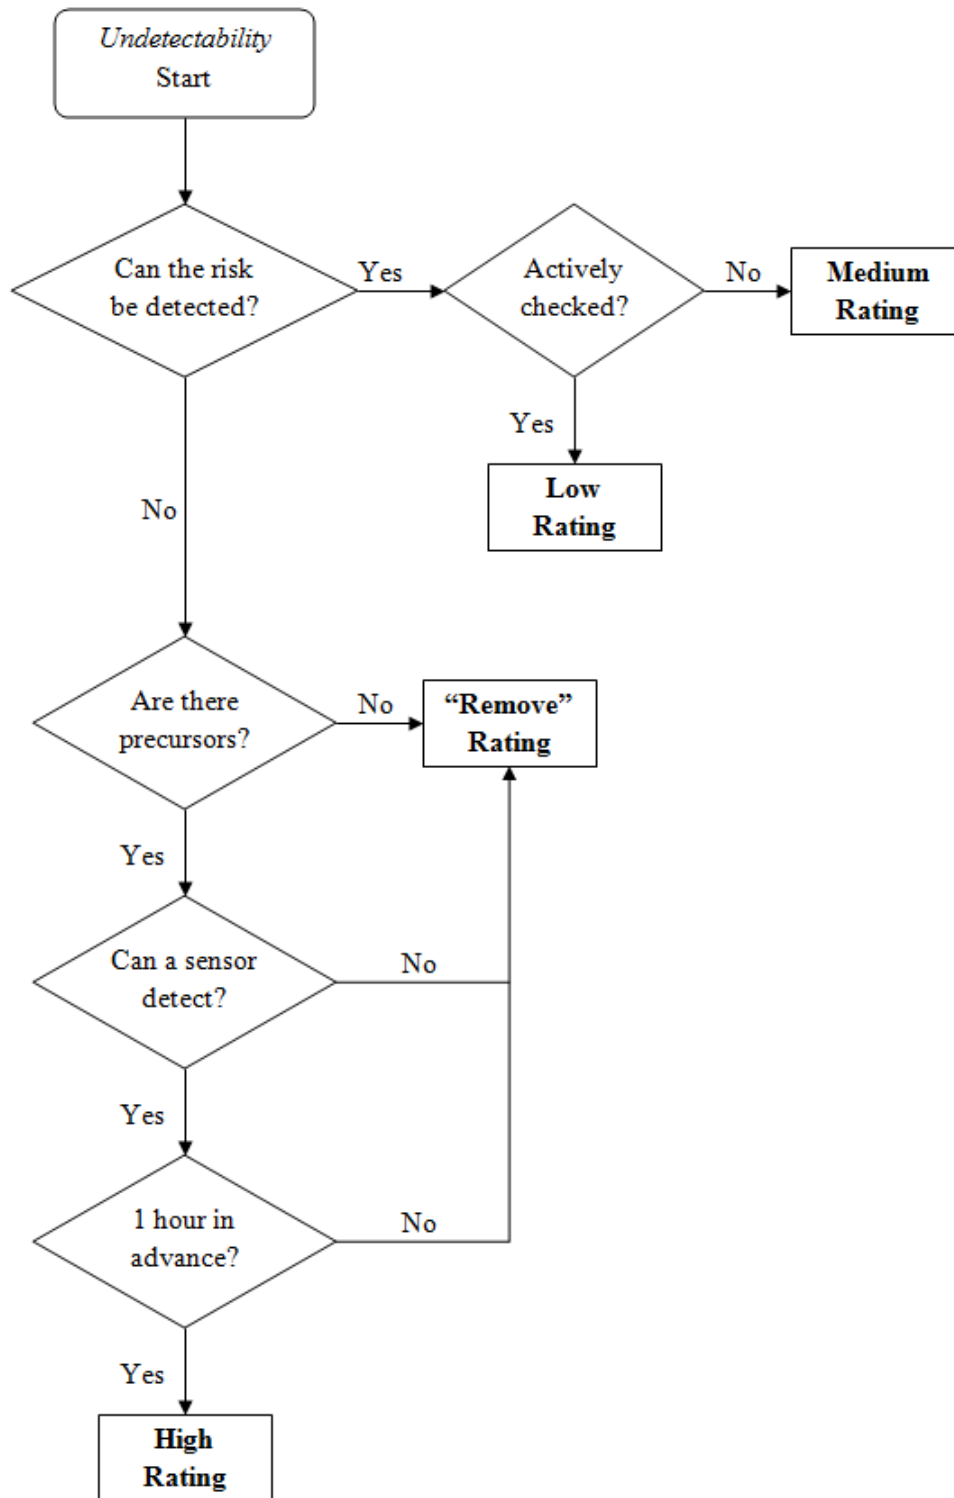 Undetectability
Start
Can the risk
be detected?
Yes
Actively
checked?
No
Medium
Rating
Yes
Low
Rating
No
Are there
precursors?
No
“Remove”
Rating
Yes
Can a sensor
detect?
No
Yes
1 hour in
advance?
No
Yes
High
Rating